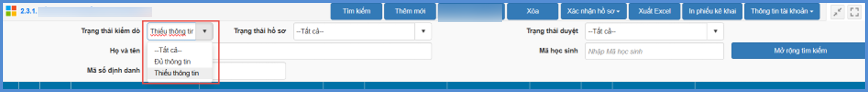 2.3.1.
Tìm kiếm Thêm mới Xóa Xác nhận hồ sơ Xuất Excel In phiếu kê khai Thông tin tài khoản
Trạng thái kiểm dò Thiếu thông tin Trạng thái hồ sơ --Tất cả-- Trạng thái duyệt --Tất cả--
--Tất cả--
Đủ thông tin
Thiếu thông tin
Họ và tên Mã học sinh Nhập Mã học sinh Mở rộng tìm kiếm
Mã số định danh